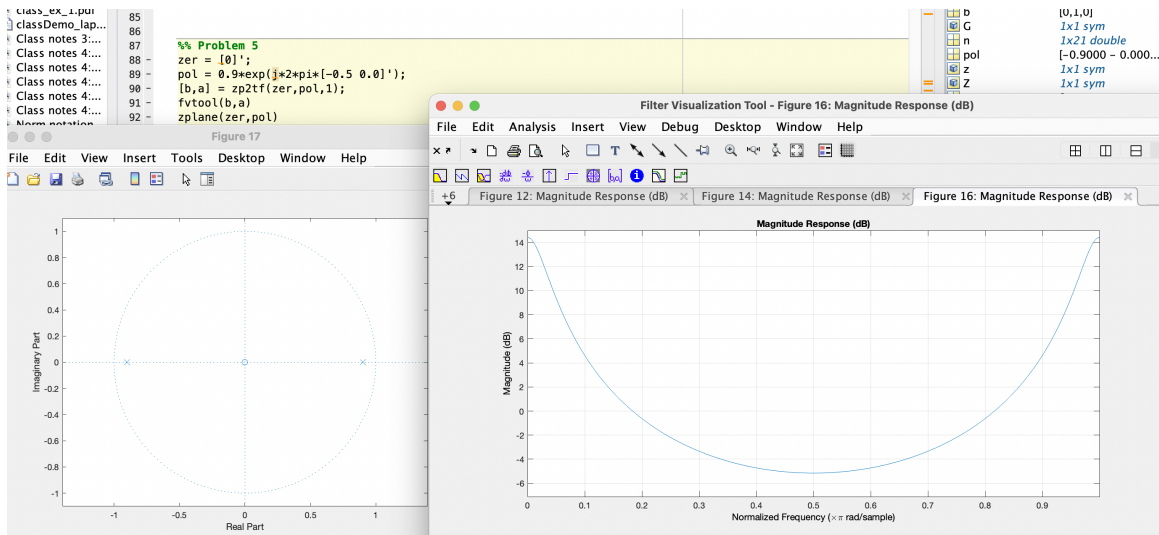 class_ex_1.pdf
classDemo_lap...
Class notes 3:...
Class notes 4:...
Class notes 4:...
Class notes 4:...
Class notes 4:...
Class notes 4:...
Norm notation
85
86
87 %% Problem 5
88 - zer = [0]';
89 - pol = 0.9*exp(j*2*pi*[-0.5 0.0]');
90 - [b,a] = zp2tf(zer,pol,1);
91 - fvtool(b,a)
92 - zplane(zer,pol)
b [0,1,0]
G 1x1 sym
n 1x21 double
pol [-0.9000 - 0.000...
z 1x1 sym
Z 1x1 sym
Figure 17
File Edit View Insert Tools Desktop Window Help
1
0.8
0.6
0.4
0.2
0
-0.2
-0.4
-0.6
-0.8
-1
Imaginary Part
-1 -0.5 0 0.5 1
Real Part
Filter Visualization Tool - Figure 16: Magnitude Response (dB)
File Edit Analysis Insert View Debug Desktop Window Help
+6 Figure 12: Magnitude Response (dB) Figure 14: Magnitude Response (dB) Figure 16: Magnitude Response (dB)
Magnitude Response (dB)
14
12
10
8
6
4
2
0
-2
-4
-6
Magnitude (dB)
0 0.1 0.2 0.3 0.4 0.5 0.6 0.7 0.8 0.9
Normalized Frequency (×π rad/sample)